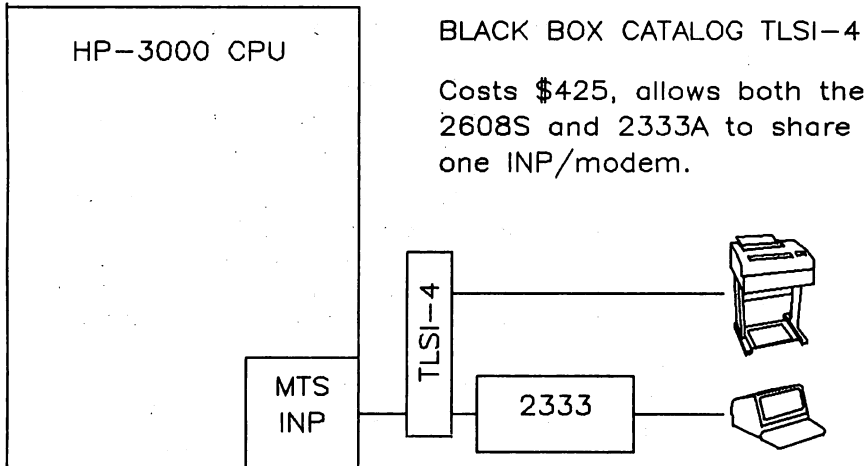 HP-3000 CPU
BLACK BOX CATALOG TLSI-4
Costs $425, allows both the
2608S and 2333A to share
one INP/modem.
TLSI-4
MTS
INP
2333